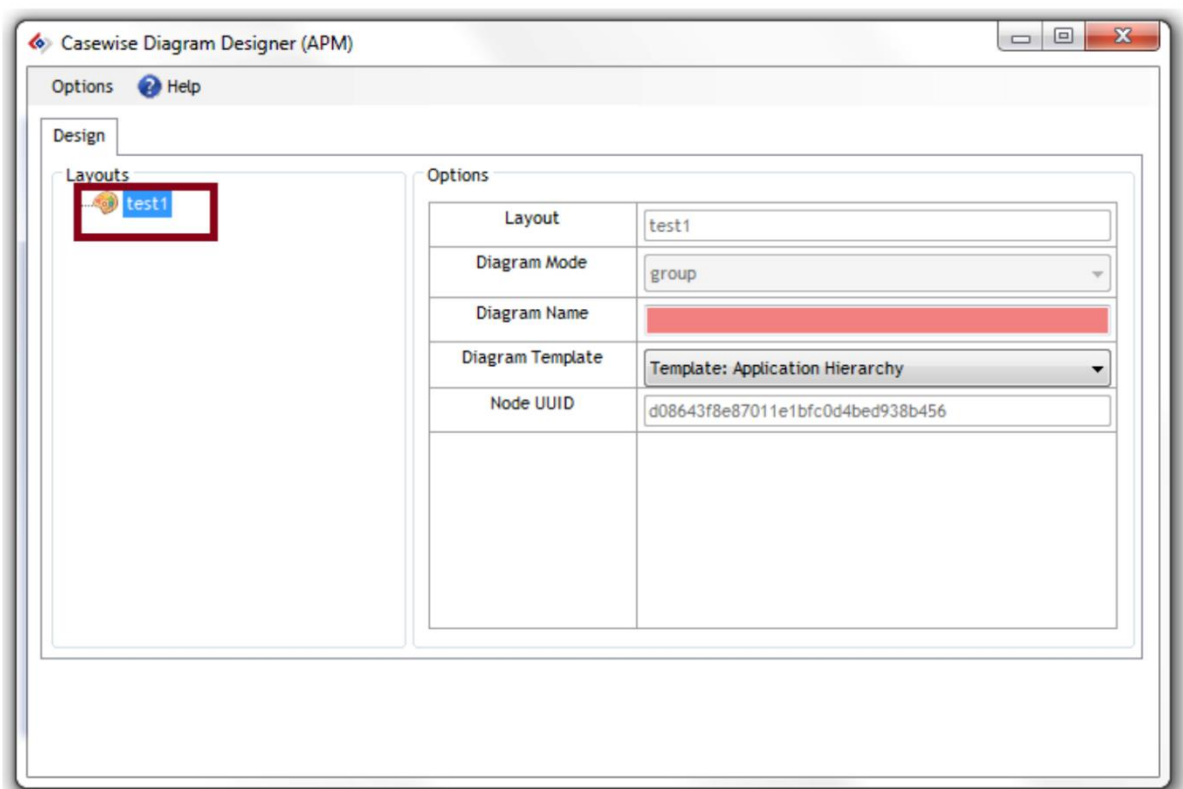 Casewise Diagram Designer (APM)
Options Help
Design
Layouts
test1
Options
Layout test1
Diagram Mode group
Diagram Name
Diagram Template Template: Application Hierarchy
Node UUID d08643f8e87011e1bfc0d4bed938b456